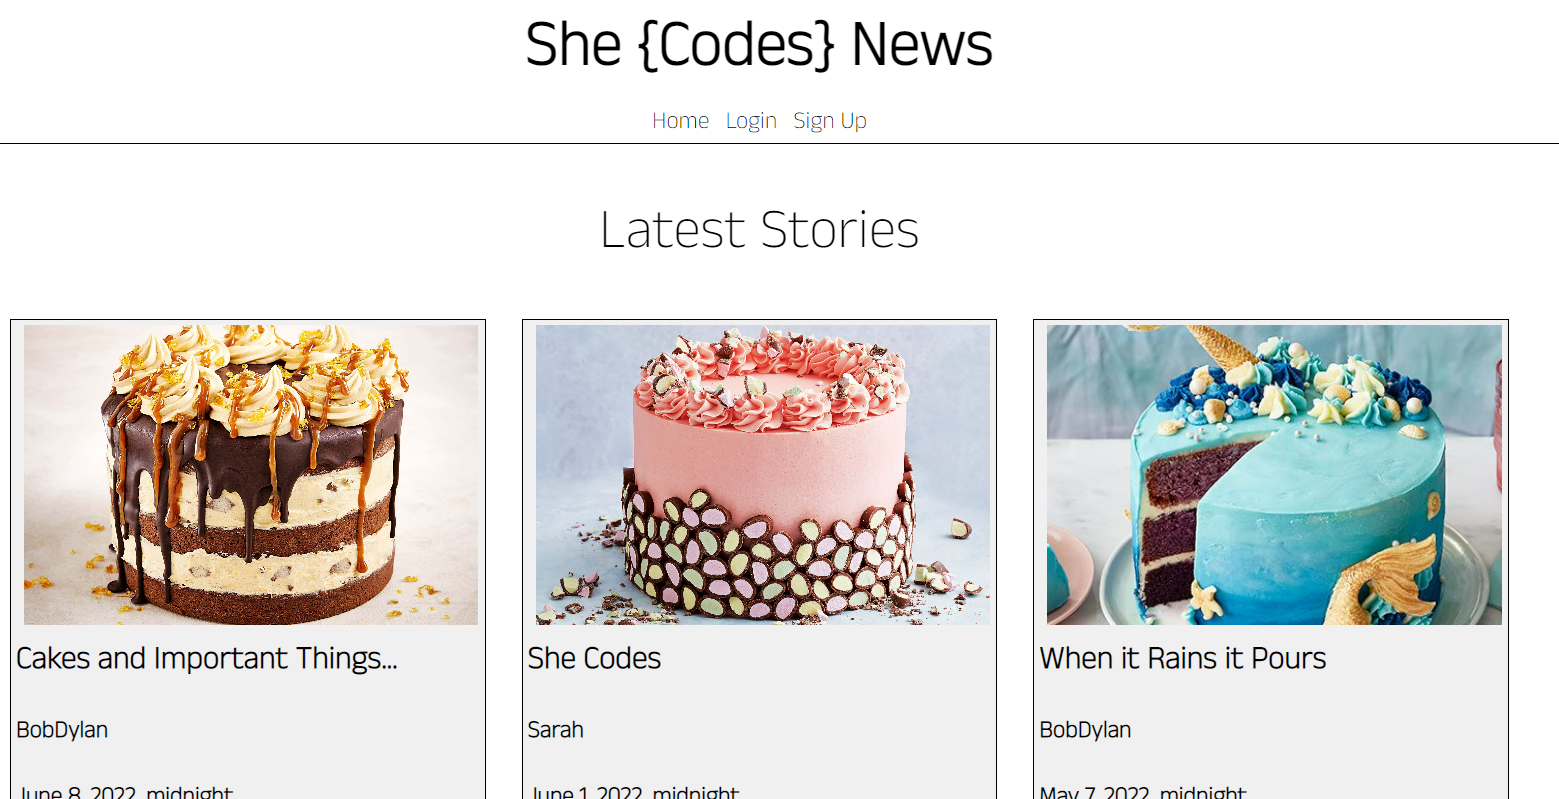 She {Codes} News
Home Login Sign Up
Latest Stories
Cakes and Important Things...
BobDylan
June 8, 2022, midnight
She Codes
Sarah
June 1, 2022, midnight
When it Rains it Pours
BobDylan
May 7, 2022, midnight